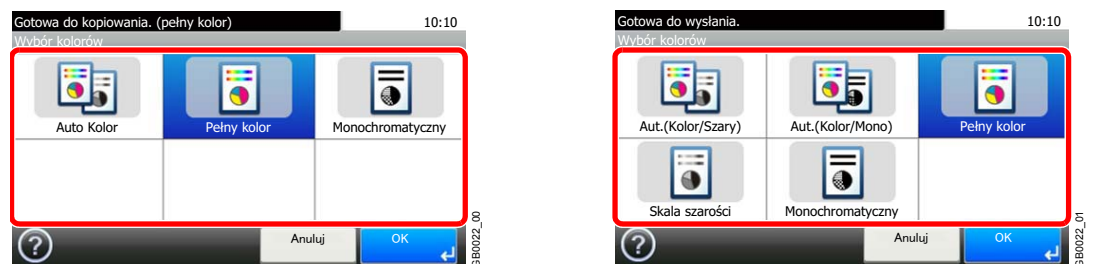 Gotowa do kopiowania. (pełny kolor) 10:10
Wybór kolorów
Auto Kolor Pełny kolor Monochromatyczny
? Anuluj OK
GB0022_00
Gotowa do wysłania. 10:10
Wybór kolorów
Aut.(Kolor/Szary) Aut.(Kolor/Mono) Pełny kolor
Skala szarości Monochromatyczny
? Anuluj OK
GB0022_01